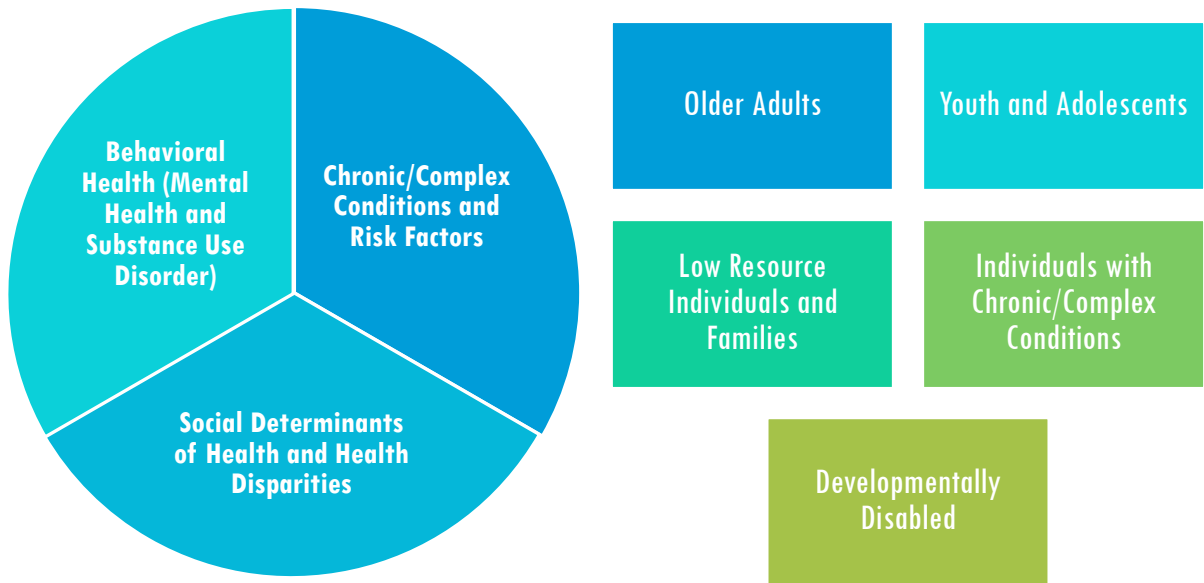 Behavioral
Health (Mental
Health and
Substance Use
Disorder)
Chronic/Complex
Conditions and
Risk Factors
Social Determinants
of Health and Health
Disparities
Older Adults
Youth and Adolescents
Low Resource
Individuals and
Families
Individuals with
Chronic/Complex
Conditions
Developmentally
Disabled